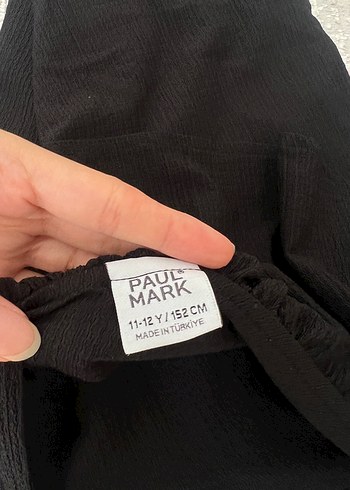 PAUL
MARK
11-12 Y / 152 CM
MADE IN TÜRKİYE